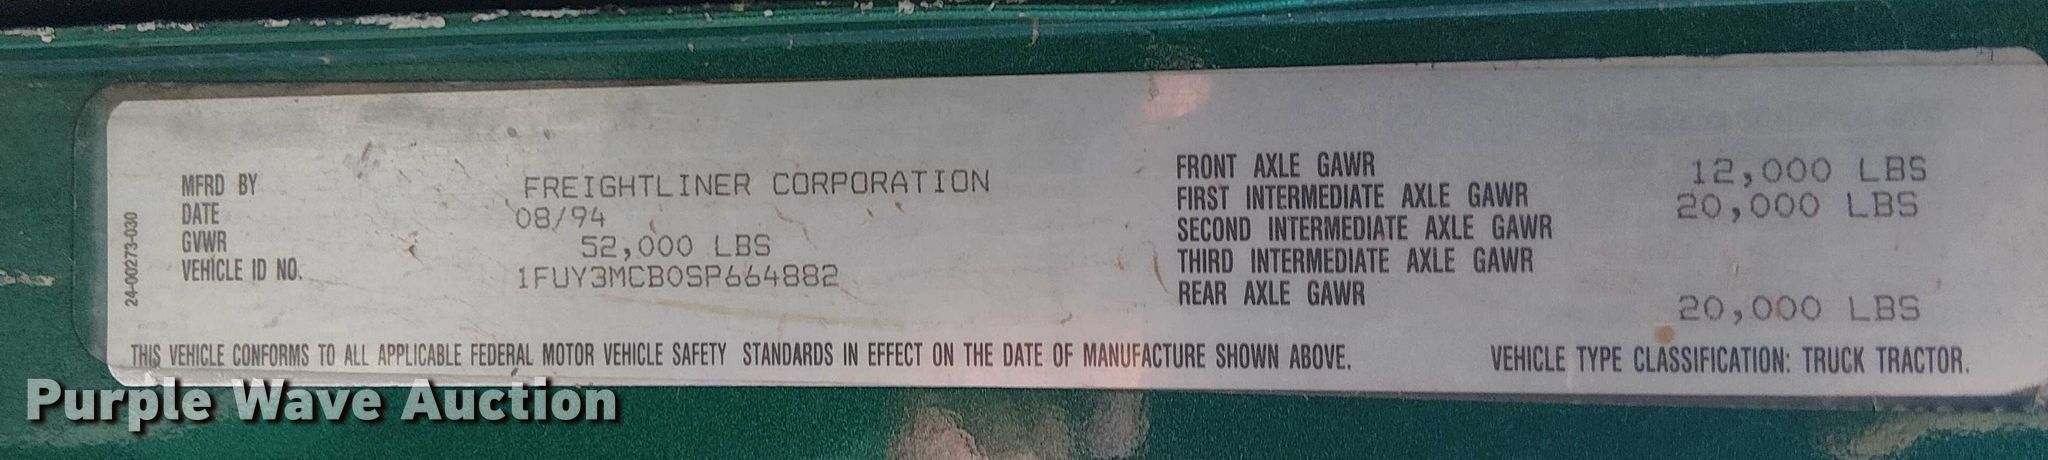 MFRD BY FREIGHTLINER CORPORATION
DATE 08/94
GVWR 52,000 LBS
VEHICLE ID NO. 1FUY3MCB0SP664882
24-00273-030
FRONT AXLE GAWR 12,000 LBS
FIRST INTERMEDIATE AXLE GAWR 20,000 LBS
SECOND INTERMEDIATE AXLE GAWR
THIRD INTERMEDIATE AXLE GAWR
REAR AXLE GAWR 20,000 LBS
THIS VEHICLE CONFORMS TO ALL APPLICABLE FEDERAL MOTOR VEHICLE SAFETY STANDARDS IN EFFECT ON THE DATE OF MANUFACTURE SHOWN ABOVE. VEHICLE TYPE CLASSIFICATION: TRUCK TRACTOR.
Purple Wave Auction